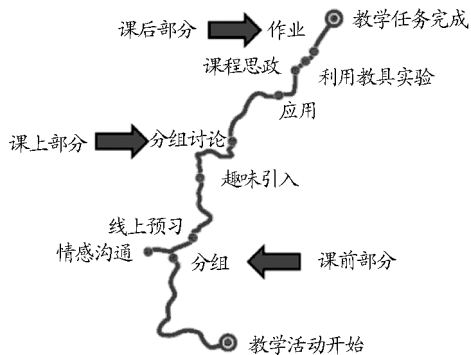 教学任务完成
课后部分
作业
课程思政
利用教具实验
应用
课上部分
分组讨论
趣味引入
线上预习
情感沟通
分组
课前部分
教学活动开始